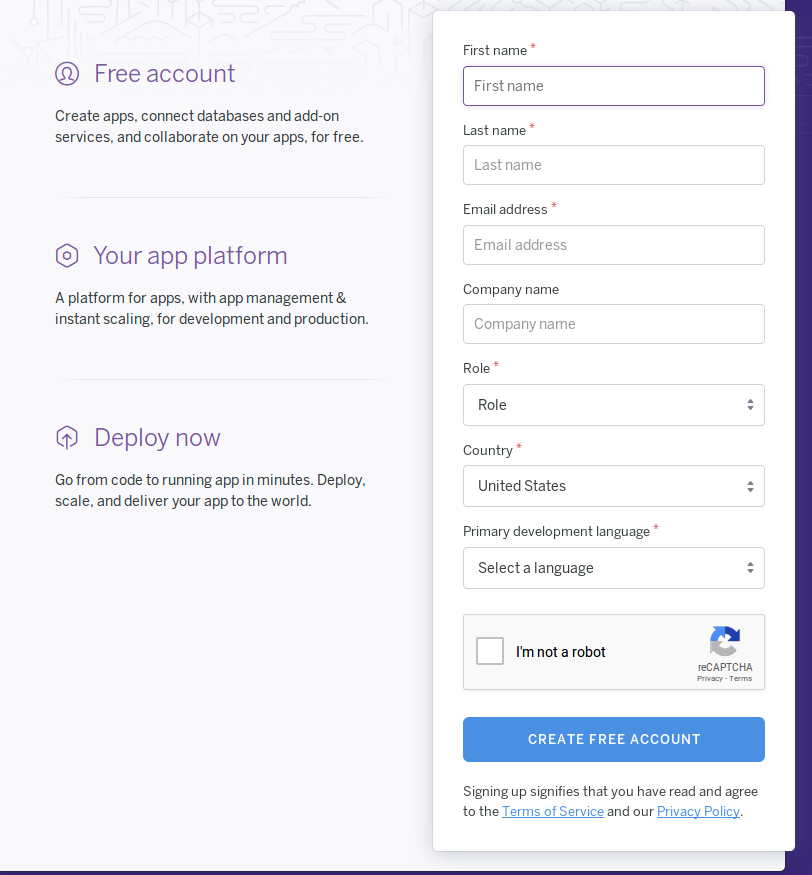 Free account
Create apps, connect databases and add-on
services, and collaborate on your apps, for free.
Your app platform
A platform for apps, with app management &
instant scaling, for development and production.
Deploy now
Go from code to running app in minutes. Deploy,
scale, and deliver your app to the world.
First name *
First name
Last name *
Last name
Email address *
Email address
Company name
Company name
Role *
Role
Country *
United States
Primary development language *
Select a language
I'm not a robot
reCAPTCHA
Privacy - Terms
CREATE FREE ACCOUNT
Signing up signifies that you have read and agree
to the Terms of Service and our Privacy Policy.